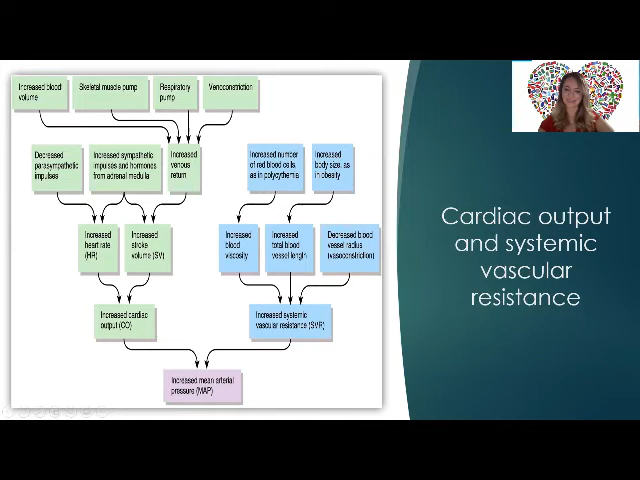 Increased blood
volume
Skeletal muscle pump
Respiratory
pump
Venoconstriction
Decreased
parasympathetic
impulses
Increased sympathetic
impulses and hormones
from adrenal medulla
Increased
venous
return
Increased number
of red blood cells,
as in polycythemia
Increased
body size, as
in obesity
Increased
heart rate
(HR)
Increased
stroke
volume (SV)
Increased
blood
viscosity
Increased
total blood
vessel length
Decreased blood
vessel radius
(vasoconstriction)
Increased cardiac
output (CO)
Increased systemic
vascular resistance (SVR)
Increased mean arterial
pressure (MAP)
Cardiac output
and systemic
vascular
resistance